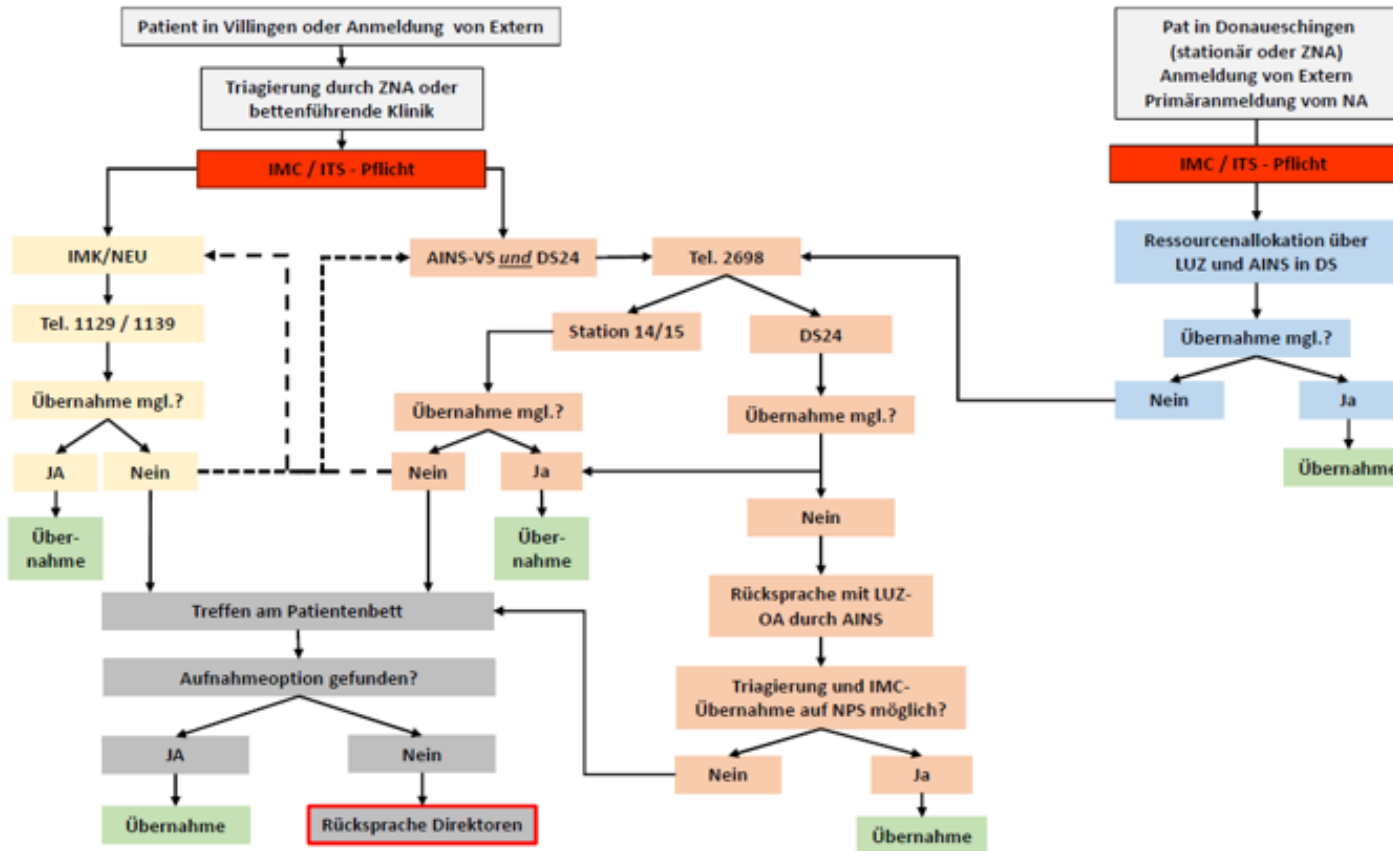 Patient in Villingen oder Anmeldung von Extern
Triagierung durch ZNA oder
bettenführende Klinik
IMC / ITS - Pflicht
IMK/NEU
Tel. 1129 / 1139
Übernahme mgl.?
JA
Nein
Über-
nahme
AINS-VS und DS24
Tel. 2698
Station 14/15
DS24
Übernahme mgl.?
Nein
Ja
Über-
nahme
Übernahme mgl.?
Nein
Rücksprache mit LUZ-
OA durch AINS
Triagierung und IMC-
Übernahme auf NPS möglich?
Nein
Ja
Übernahme
Treffen am Patientenbett
Aufnahmeoption gefunden?
JA
Nein
Übernahme
Rücksprache Direktoren
Pat in Donaueschingen
(stationär oder ZNA)
Anmeldung von Extern
Primäranmeldung vom NA
IMC / ITS - Pflicht
Ressourcenallokation über
LUZ und AINS in DS
Übernahme mgl.?
Nein
Ja
Übernahme